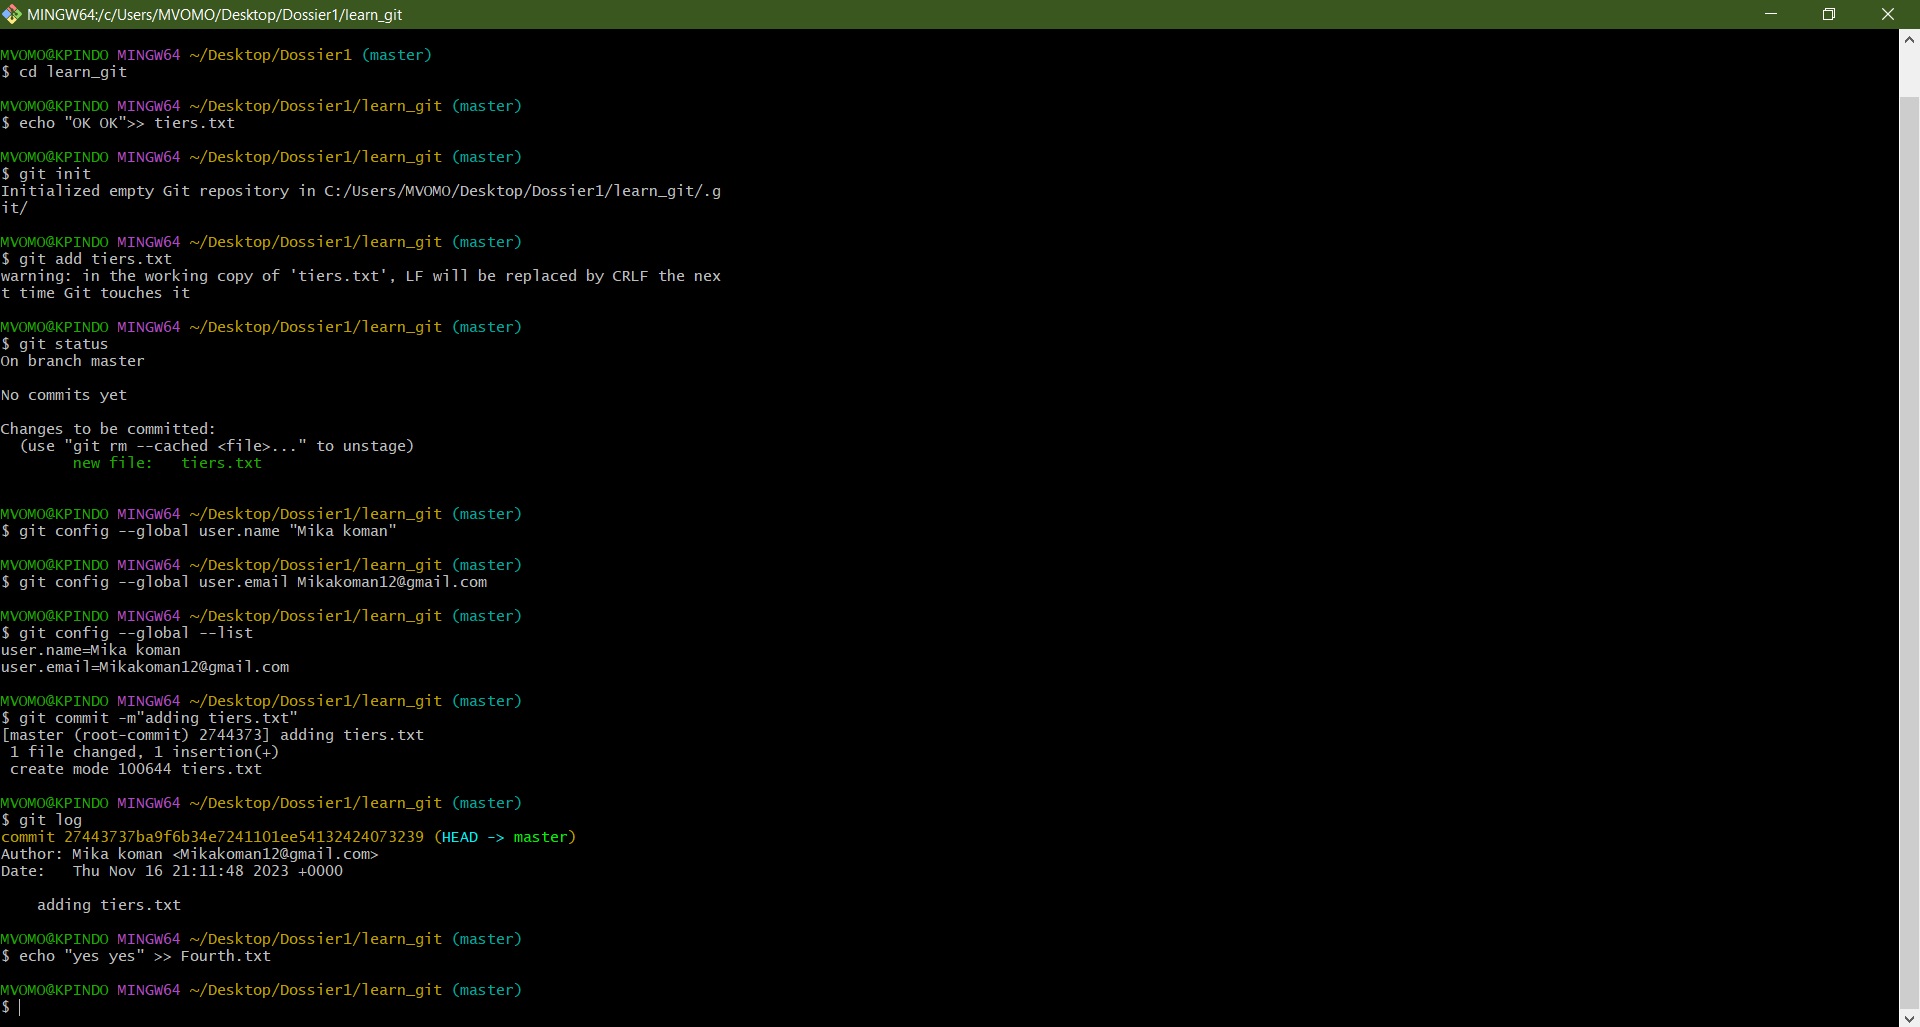 MINGW64:/c/Users/MVOMO/Desktop/Dossier1/learn_git
MVOMO@KPINDO MINGW64 ~/Desktop/Dossier1 (master)
$ cd learn_git
MVOMO@KPINDO MINGW64 ~/Desktop/Dossier1/learn_git (master)
$ echo "OK OK">> tiers.txt
MVOMO@KPINDO MINGW64 ~/Desktop/Dossier1/learn_git (master)
$ git init
Initialized empty Git repository in C:/Users/MVOMO/Desktop/Dossier1/learn_git/.g
it/
MVOMO@KPINDO MINGW64 ~/Desktop/Dossier1/learn_git (master)
$ git add tiers.txt
warning: in the working copy of 'tiers.txt', LF will be replaced by CRLF the nex
t time Git touches it
MVOMO@KPINDO MINGW64 ~/Desktop/Dossier1/learn_git (master)
$ git status
On branch master
No commits yet
Changes to be committed:
  (use "git rm --cached <file>..." to unstage)
        new file:   tiers.txt
MVOMO@KPINDO MINGW64 ~/Desktop/Dossier1/learn_git (master)
$ git config --global user.name "Mika koman"
MVOMO@KPINDO MINGW64 ~/Desktop/Dossier1/learn_git (master)
$ git config --global user.email Mikakoman12@gmail.com
MVOMO@KPINDO MINGW64 ~/Desktop/Dossier1/learn_git (master)
$ git config --global --list
user.name=Mika koman
user.email=Mikakoman12@gmail.com
MVOMO@KPINDO MINGW64 ~/Desktop/Dossier1/learn_git (master)
$ git commit -m"adding tiers.txt"
[master (root-commit) 2744373] adding tiers.txt
 1 file changed, 1 insertion(+)
 create mode 100644 tiers.txt
MVOMO@KPINDO MINGW64 ~/Desktop/Dossier1/learn_git (master)
$ git log
commit 27443737ba9f6b34e7241101ee54132424073239 (HEAD -> master)
Author: Mika koman <Mikakoman12@gmail.com>
Date:   Thu Nov 16 21:11:48 2023 +0000
    adding tiers.txt
MVOMO@KPINDO MINGW64 ~/Desktop/Dossier1/learn_git (master)
$ echo "yes yes" >> Fourth.txt
MVOMO@KPINDO MINGW64 ~/Desktop/Dossier1/learn_git (master)
$